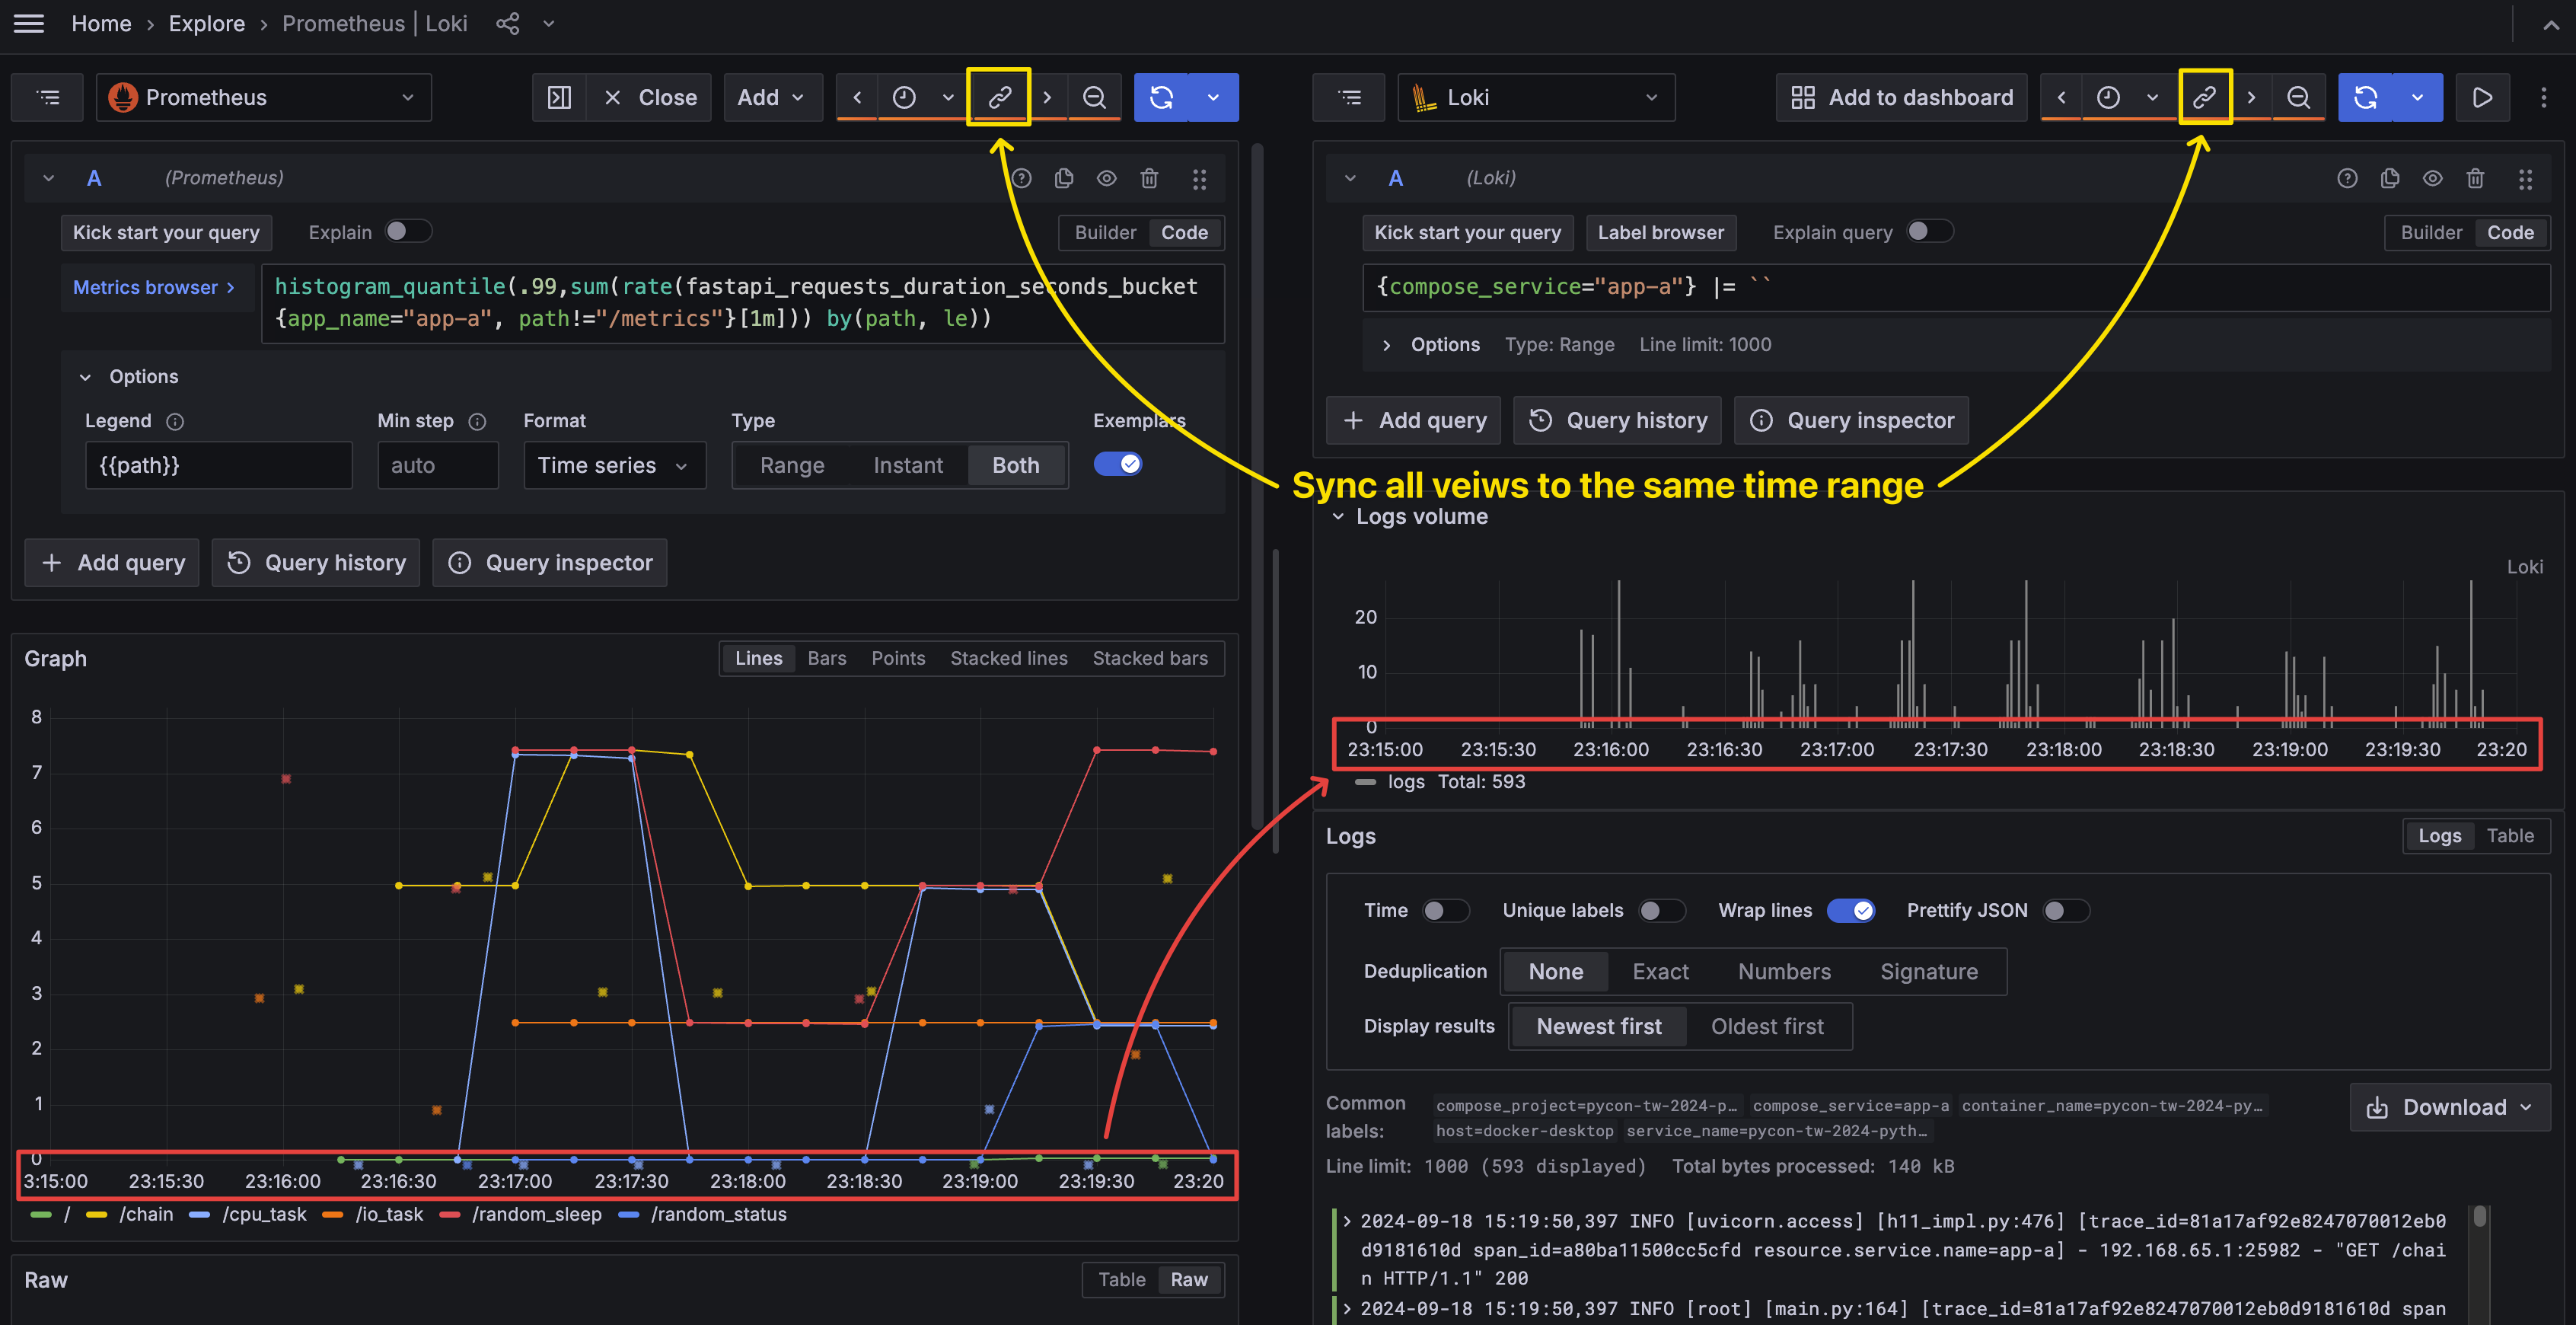 Home › Explore › Prometheus | Loki
Prometheus
Close
Add
Loki
Add to dashboard
A (Prometheus)
Kick start your query
Explain
Builder
Code
Metrics browser ›
histogram_quantile(.99,sum(rate(fastapi_requests_duration_seconds_bucket
{app_name="app-a", path!="/metrics"}[1m])) by(path, le))
Options
Legend
Min step
Format
Type
Exemplars
{{path}}
auto
Time series
Range
Instant
Both
Add query
Query history
Query inspector
Graph
Lines
Bars
Points
Stacked lines
Stacked bars
8
7
6
5
4
3
2
1
0
3:15:00
23:15:30
23:16:00
23:16:30
23:17:00
23:17:30
23:18:00
23:18:30
23:19:00
23:19:30
23:20
/
/chain
/cpu_task
/io_task
/random_sleep
/random_status
Raw
Table
Raw
A (Loki)
Kick start your query
Label browser
Explain query
Builder
Code
{compose_service="app-a"} |= ``
Options Type: Range Line limit: 1000
Add query
Query history
Query inspector
Sync all veiws to the same time range
Logs volume
Loki
20
10
0
23:15:00
23:15:30
23:16:00
23:16:30
23:17:00
23:17:30
23:18:00
23:18:30
23:19:00
23:19:30
23:20
logs Total: 593
Logs
Logs
Table
Time
Unique labels
Wrap lines
Prettify JSON
Deduplication
None
Exact
Numbers
Signature
Display results
Newest first
Oldest first
Common
labels:
compose_project=pycon-tw-2024-p… compose_service=app-a container_name=pycon-tw-2024-py…
host=docker-desktop service_name=pycon-tw-2024-pyth…
Download
Line limit: 1000 (593 displayed) Total bytes processed: 140 kB
2024-09-18 15:19:50,397 INFO [uvicorn.access] [h11_impl.py:476] [trace_id=81a17af92e8247070012eb0
d9181610d span_id=a80ba11500cc5cfd resource.service.name=app-a] - 192.168.65.1:25982 - "GET /chai
n HTTP/1.1" 200
2024-09-18 15:19:50,397 INFO [root] [main.py:164] [trace_id=81a17af92e8247070012eb0d9181610d span